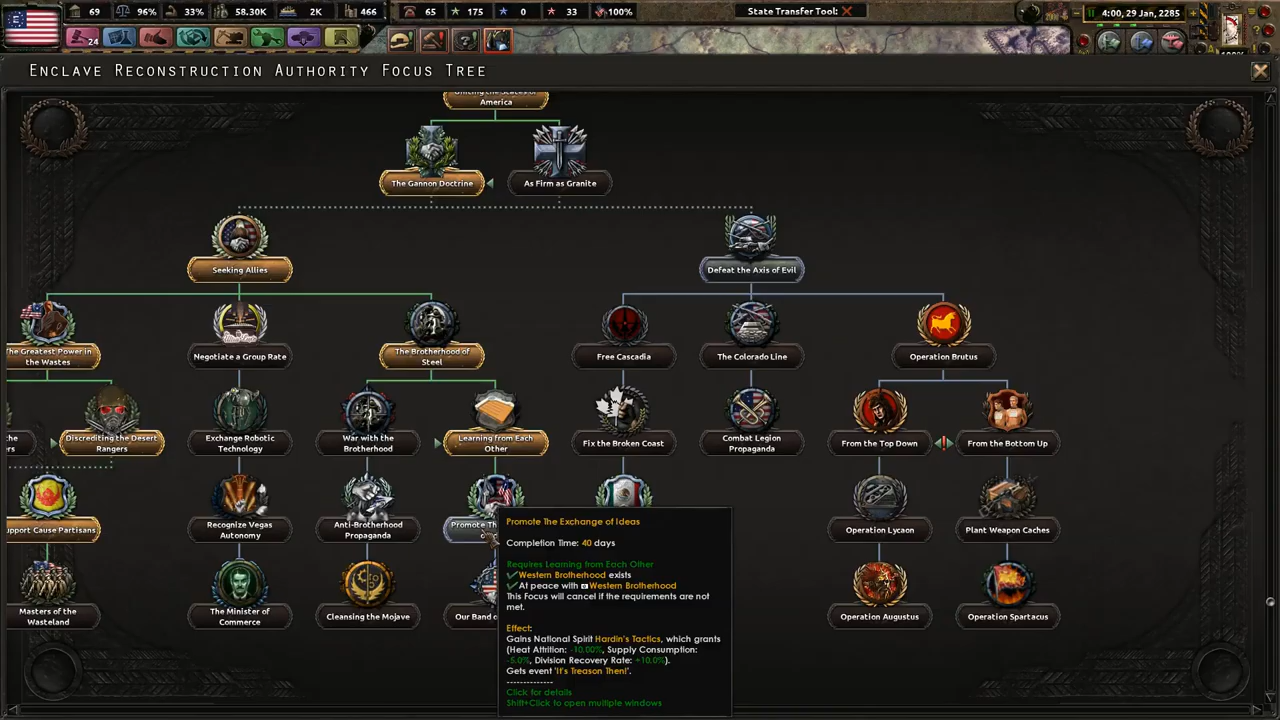 69
96%
33%
58.30K
2K
466
65
175
0
33
100%
State Transfer Tool:
4:00, 29 Jan, 2285
24
Enclave Reconstruction Authority Focus Tree
America
The Gannon Doctrine
As Firm as Granite
Seeking Allies
Defeat the Axis of Evil
The Greatest Power in
the Wastes
Negotiate a Group Rate
The Brotherhood of
Steel
Free Cascadia
The Colorado Line
Operation Brutus
Discrediting the Desert
Rangers
Exchange Robotic
Technology
War with the
Brotherhood
Learning from Each
Other
Fix the Broken Coast
Combat Legion
Propaganda
From the Top Down
From the Bottom Up
upport Cause Partisans
Recognize Vegas
Autonomy
Anti-Brotherhood
Propaganda
Promote Th
Operation Lycaon
Plant Weapon Caches
Masters of the
Wasteland
The Minister of
Commerce
Cleansing the Mojave
Our Band o
Operation Augustus
Operation Spartacus
Promote The Exchange of Ideas
Completion Time: 40 days
Requires Learning from Each Other
Western Brotherhood exists
At peace with Western Brotherhood
This Focus will cancel if the requirements are not
met.
Effect:
Gains National Spirit Hardin's Tactics, which grants
(Heat Attrition: -10.00%, Supply Consumption:
-5.0%, Division Recovery Rate: +10.0%).
Gets event 'It's Treason Then!'.
--------------
Click for details
Shift+Click to open multiple windows